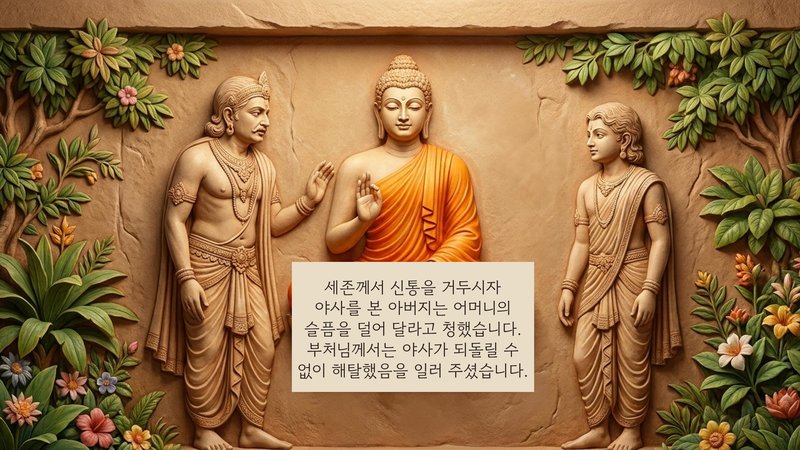 세존께서 신통을 거두시자
야사를 본 아버지는 어머니의
슬픔을 덜어 달라고 청했습니다.
부처님께서는 야사가 되돌릴 수
없이 해탈했음을 일러 주셨습니다.